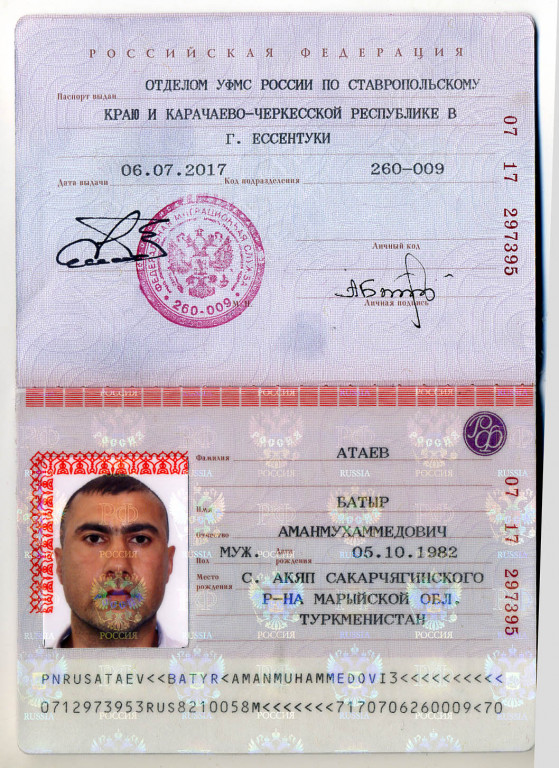 РОССИЙСКАЯ ФЕДЕРАЦИЯ
Паспорт выдан ОТДЕЛОМ УФМС РОССИИ ПО СТАВРОПОЛЬСКОМУ
КРАЮ И КАРАЧАЕВО-ЧЕРКЕССКОЙ РЕСПУБЛИКЕ В
Г. ЕССЕНТУКИ
Дата выдачи 06.07.2017 Код подразделения 260-009
07 17 297395
Личный код
ФЕДЕРАЛЬНАЯ МИГРАЦИОННАЯ СЛУЖБА
260-009
Личная подпись
РОССИЯ
RUSSIA
РФ
Фамилия АТАЕВ
Имя БАТЫР
Отчество АМАНМУХАММЕДОВИЧ
Пол МУЖ. Дата рождения 05.10.1982
Место рождения С. АКЯП САКАРЧЯГИНСКОГО
Р-НА МАРЫЙСКОЙ ОБЛ.
ТУРКМЕНИСТАН
07 17 297395
PNRUSATAEV<<BATYR<AMANMUHAMMEDOVI3<<<<<<<<<<
0712973953RUS8210058M<<<<<<<7170706260009<70